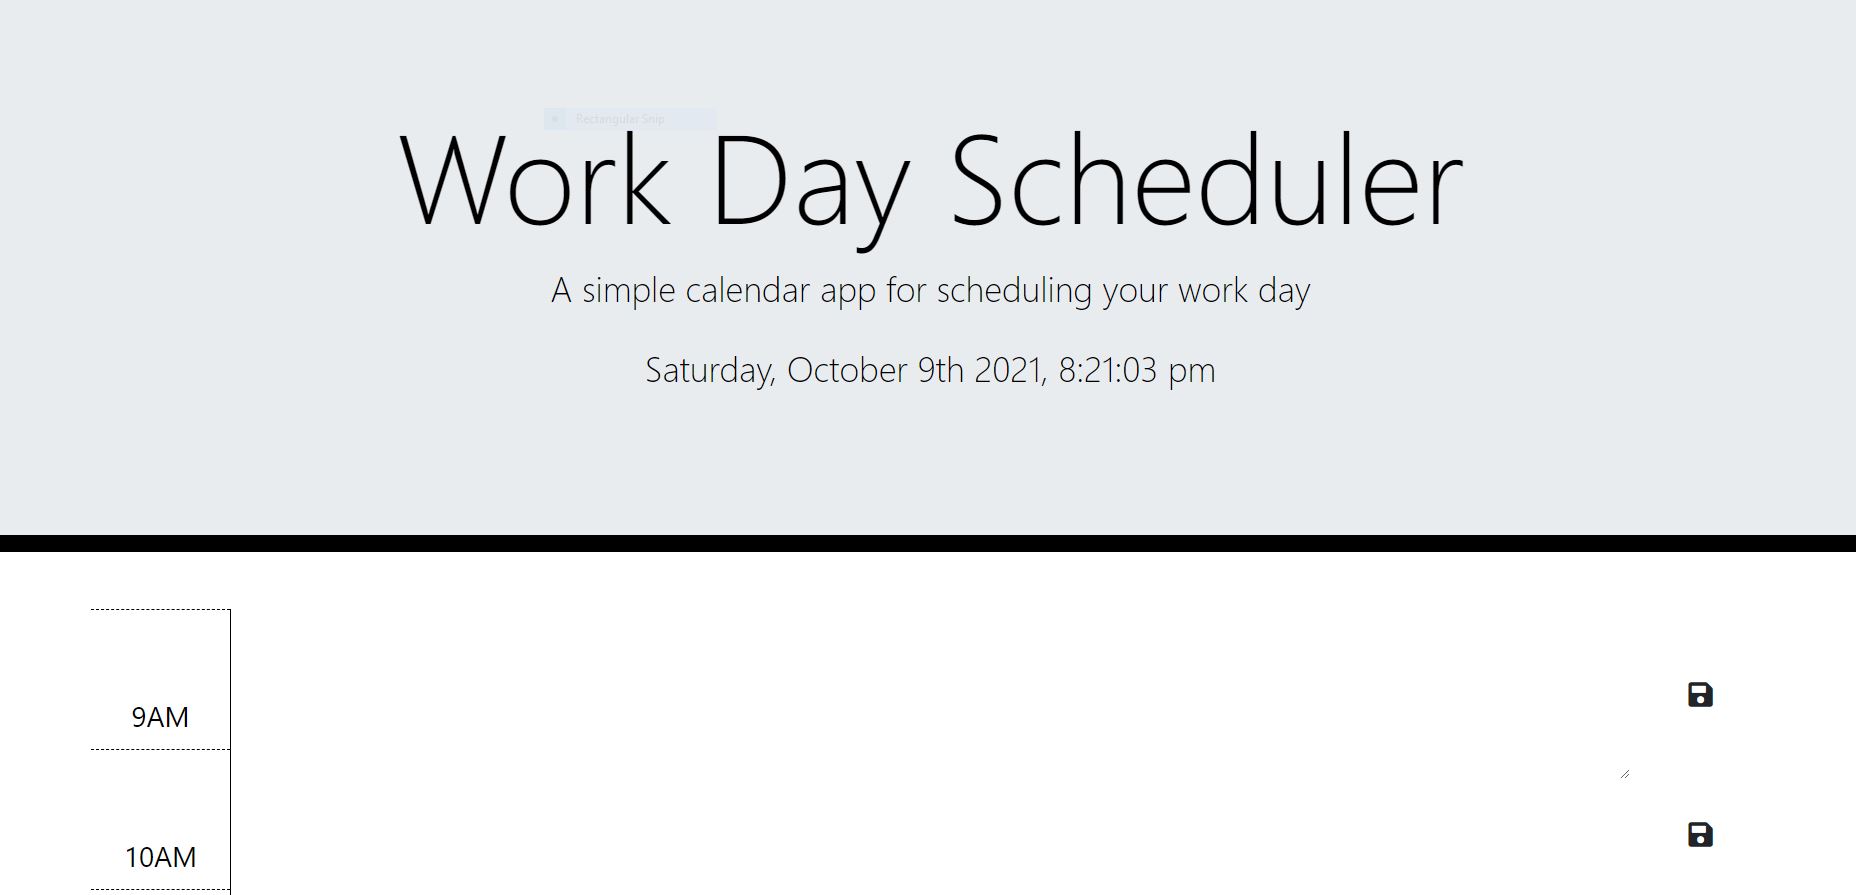 Rectangular Snip
Work Day Scheduler
A simple calendar app for scheduling your work day
Saturday, October 9th 2021, 8:21:03 pm
9AM
10AM